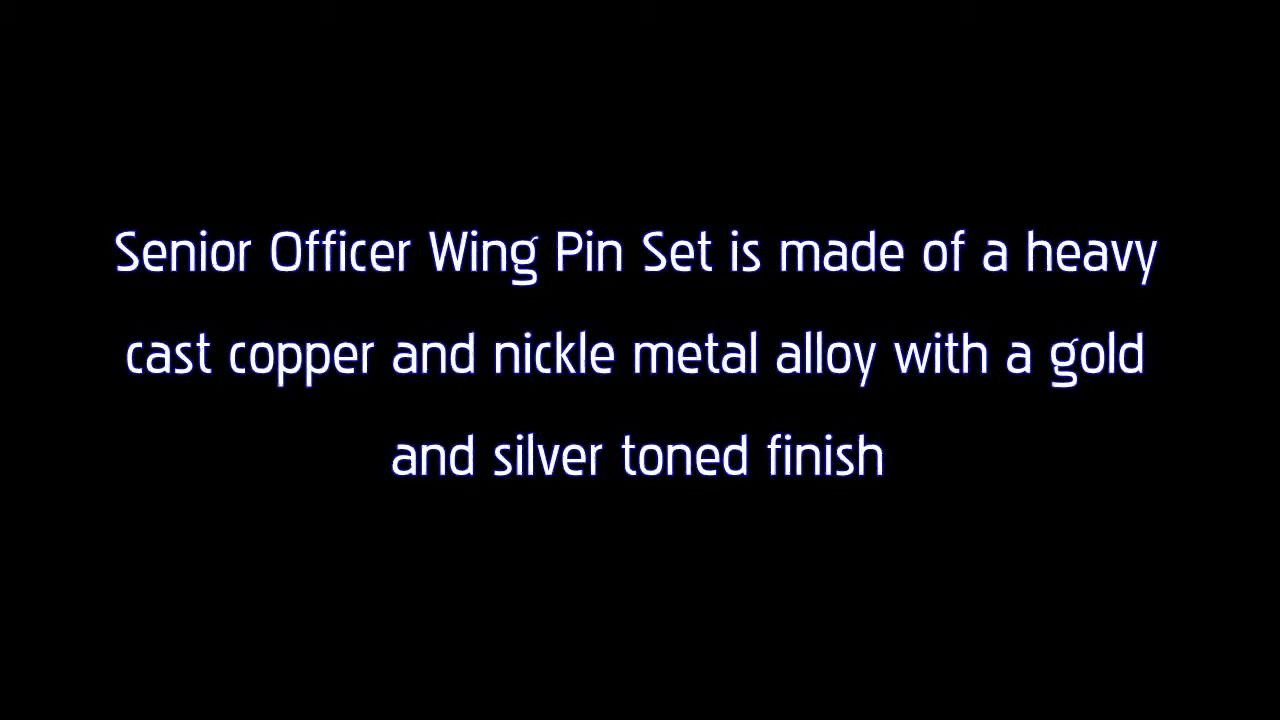 Senior Officer Wing Pin Set is made of a heavy
cast copper and nickle metal alloy with a gold
and silver toned finish